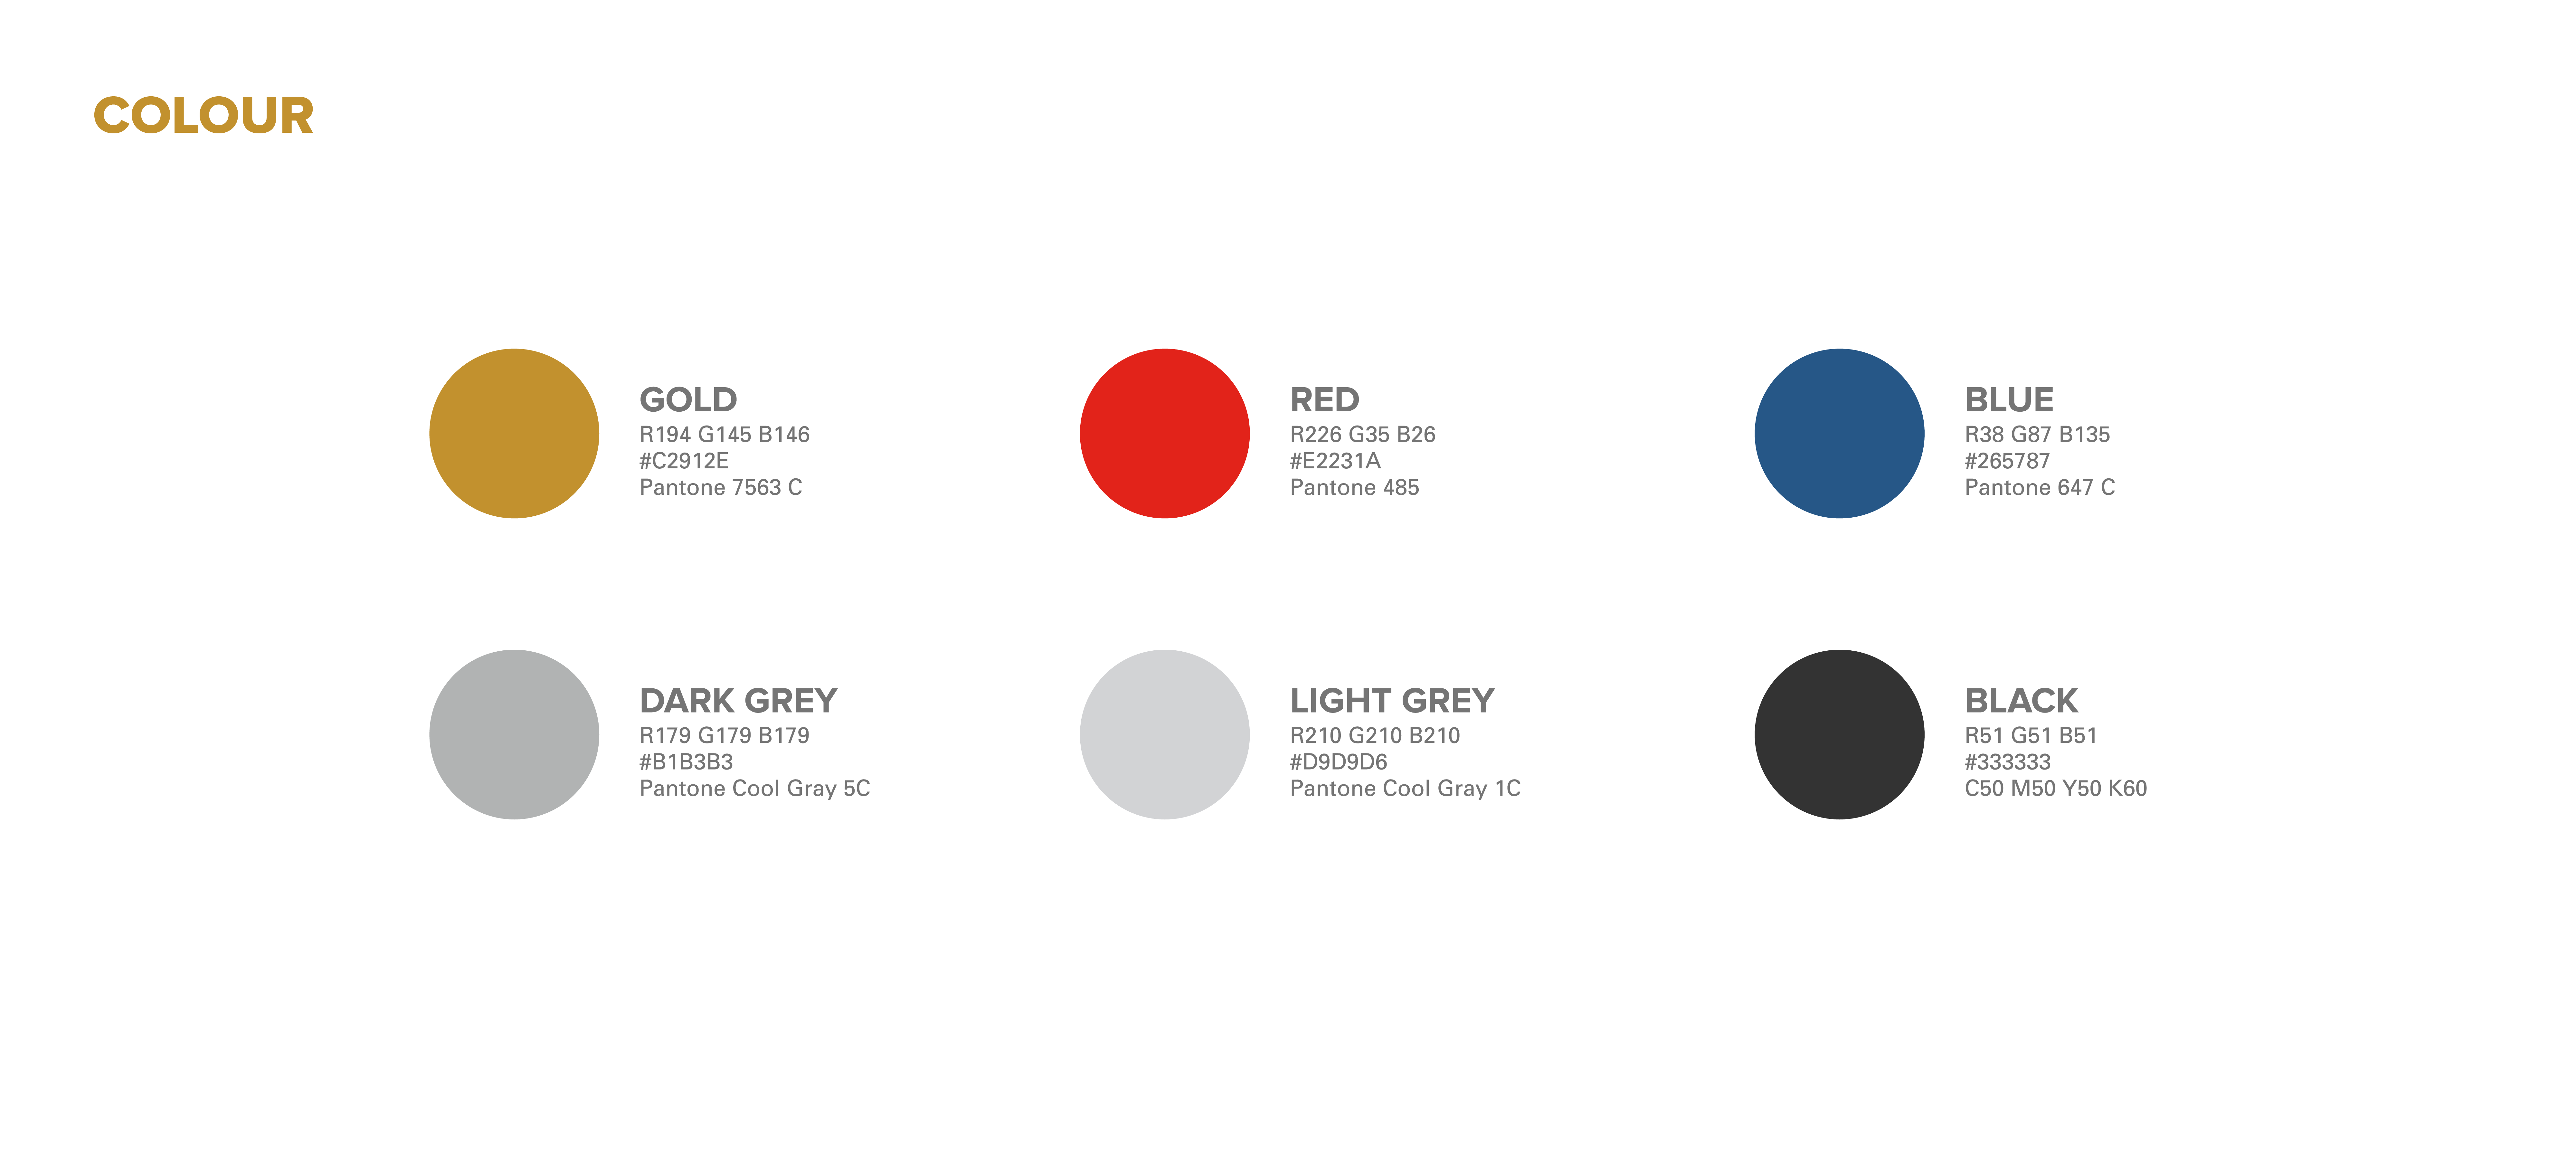 COLOUR
GOLD
R194 G145 B146
#C2912E
Pantone 7563 C
RED
R226 G35 B26
#E2231A
Pantone 485
BLUE
R38 G87 B135
#265787
Pantone 647 C
DARK GREY
R179 G179 B179
#B1B3B3
Pantone Cool Gray 5C
LIGHT GREY
R210 G210 B210
#D9D9D6
Pantone Cool Gray 1C
BLACK
R51 G51 B51
#333333
C50 M50 Y50 K60